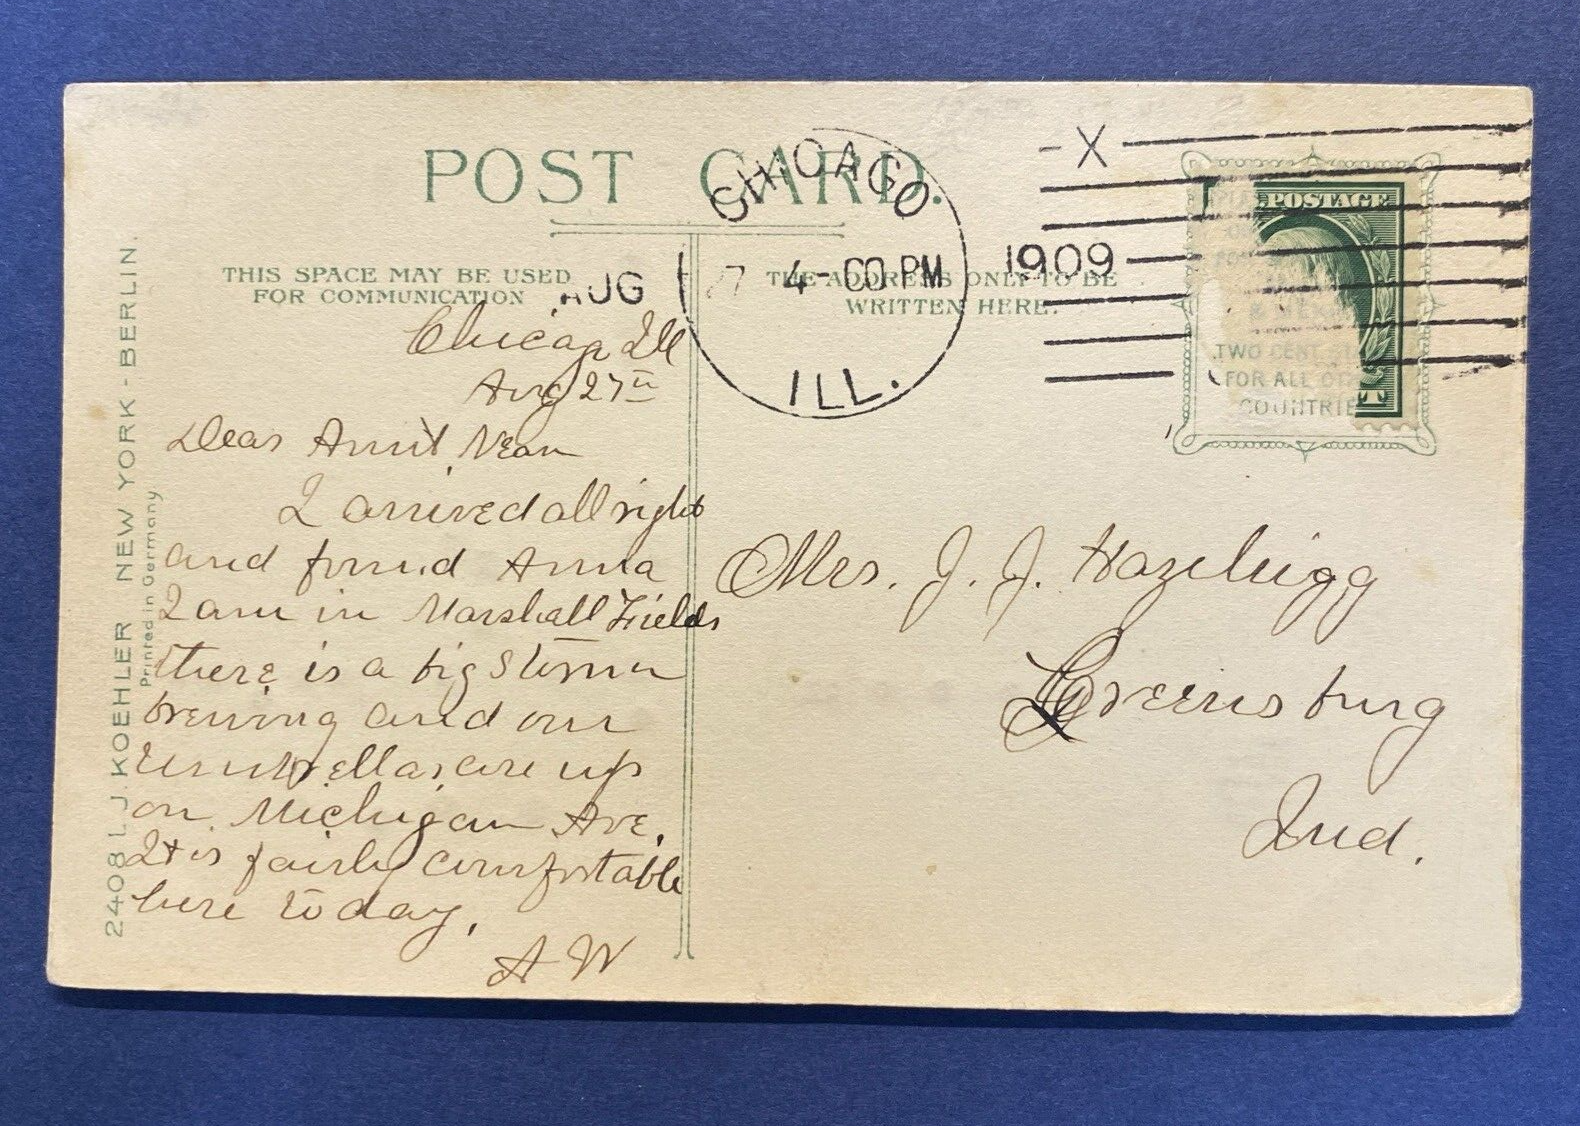 POST CARD.
CHICAGO
AUG 27 4-00 PM 1909
ILL.
X
THIS SPACE MAY BE USED
FOR COMMUNICATION
THE ADDRESS ONLY TO BE
WRITTEN HERE.
POSTAGE
TWO CENT
FOR ALL
COUNTRIE
2408 L. J. KOEHLER NEW YORK - BERLIN.
Printed in Germany
Chicago Ill
Aug 27th
Dear Aunt
I arrived all right
and found Anna
I am in Marshall Fields
there is a big storm
brewing and our
umbrellas are up
on Michigan Ave.
It is fairly comfortable
here today.
A W
Mrs. J. J. Hazelrigg
Greensburg
Ind.